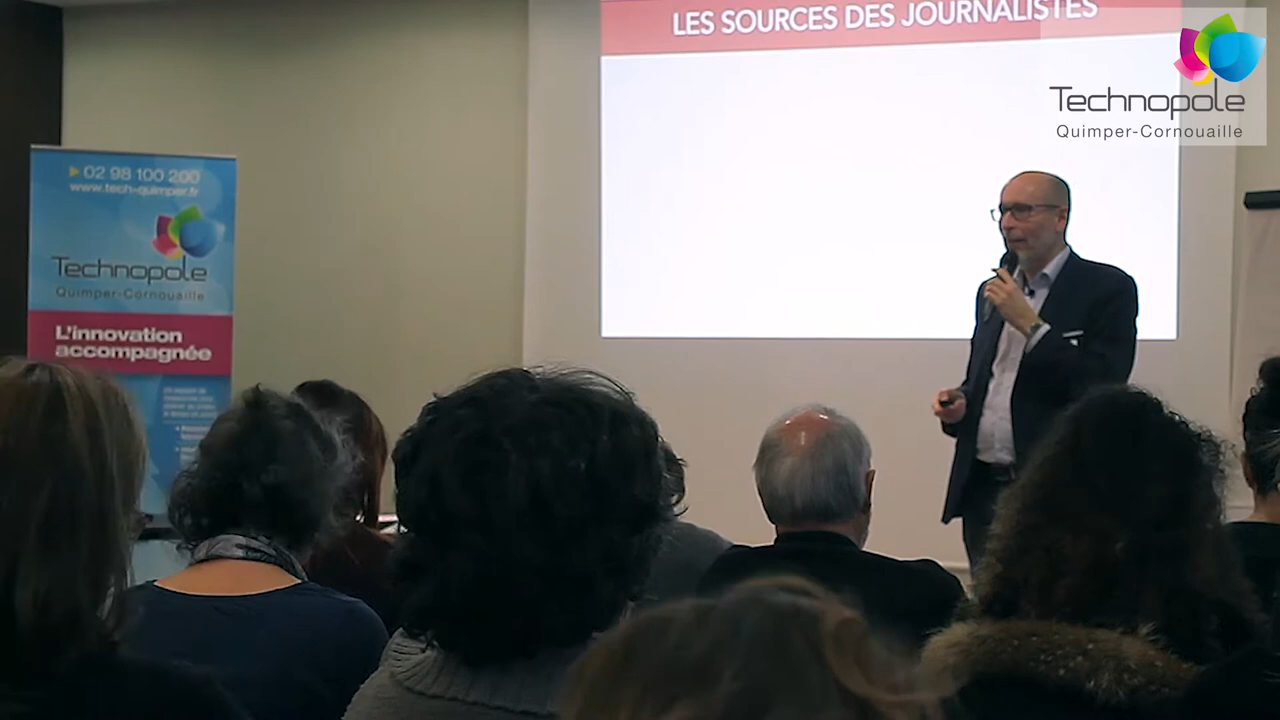 LES SOURCES DES JOURNALISTES
Technopole
Quimper-Cornouaille
02 98 100 200
www.tech-quimper.fr
Technopole
Quimper-Cornouaille
L'innovation
accompagnée